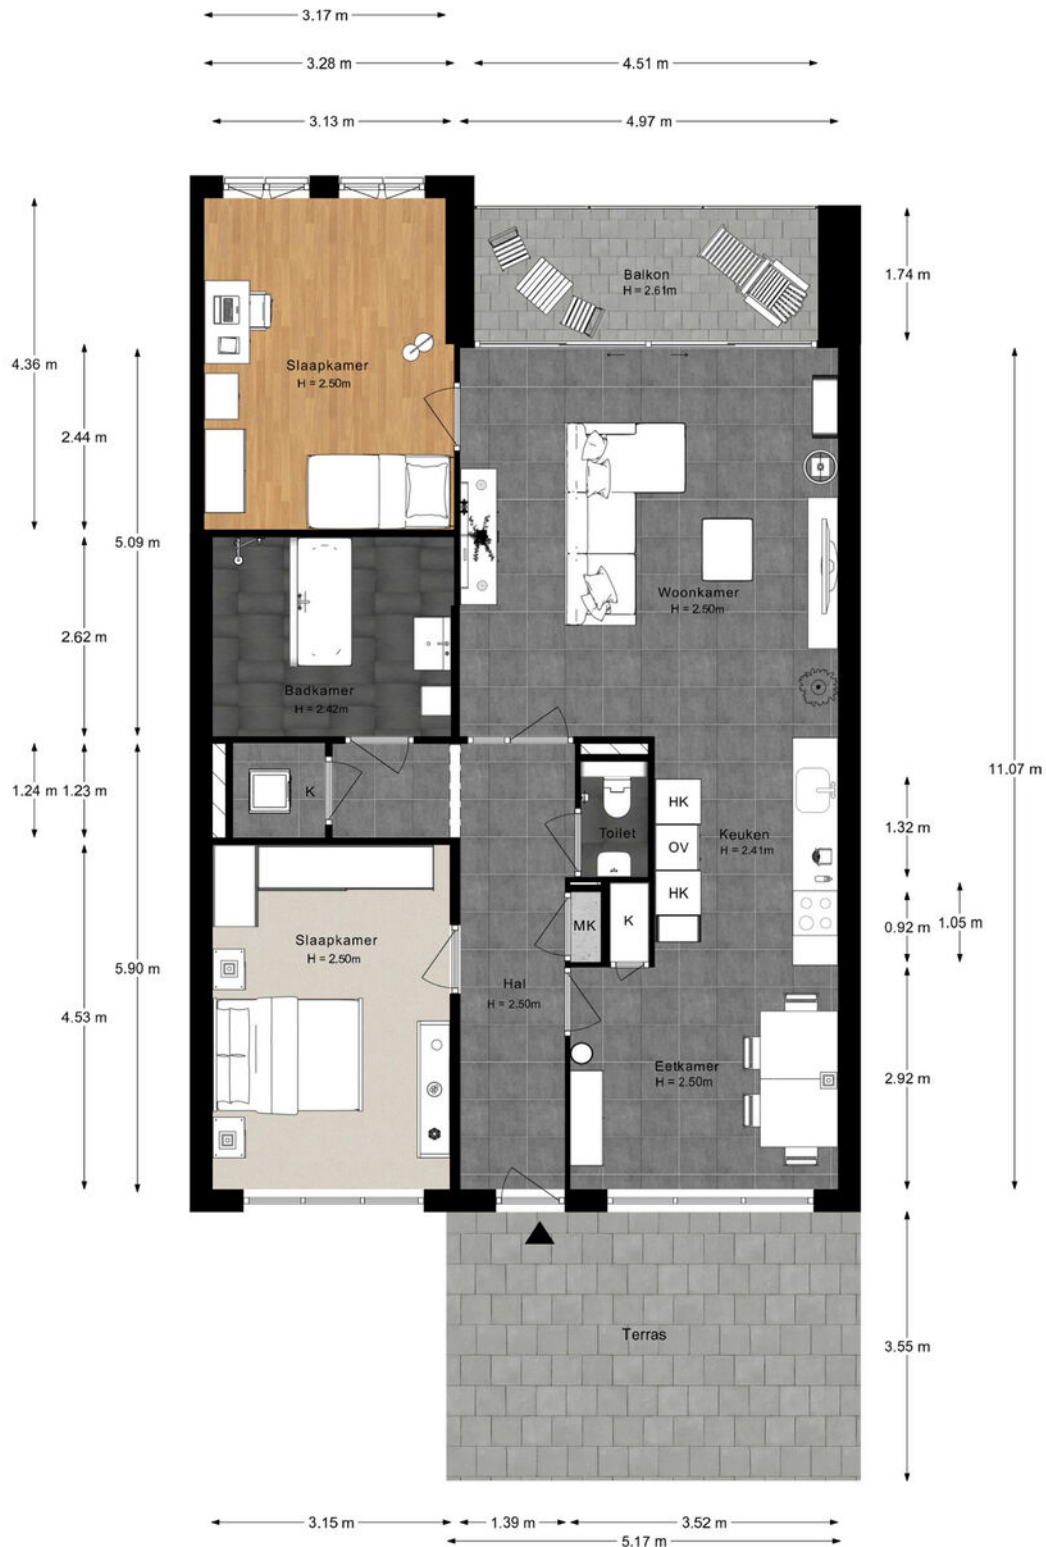 3.17 m
3.28 m
4.51 m
3.13 m
4.97 m
Balkon
H = 2.61m
1.74 m
4.36 m
Slaapkamer
H = 2.50m
2.44 m
5.09 m
Woonkamer
H = 2.50m
2.62 m
Badkamer
H = 2.42m
11.07 m
1.24 m 1.23 m
K
HK
Toilet
OV
Keuken
H = 2.41m
1.32 m
HK
MK
K
0.92 m
1.05 m
Slaapkamer
H = 2.50m
5.90 m
Hal
H = 2.50m
4.53 m
Eetkamer
H = 2.50m
2.92 m
Terras
3.55 m
3.15 m
1.39 m
3.52 m
5.17 m